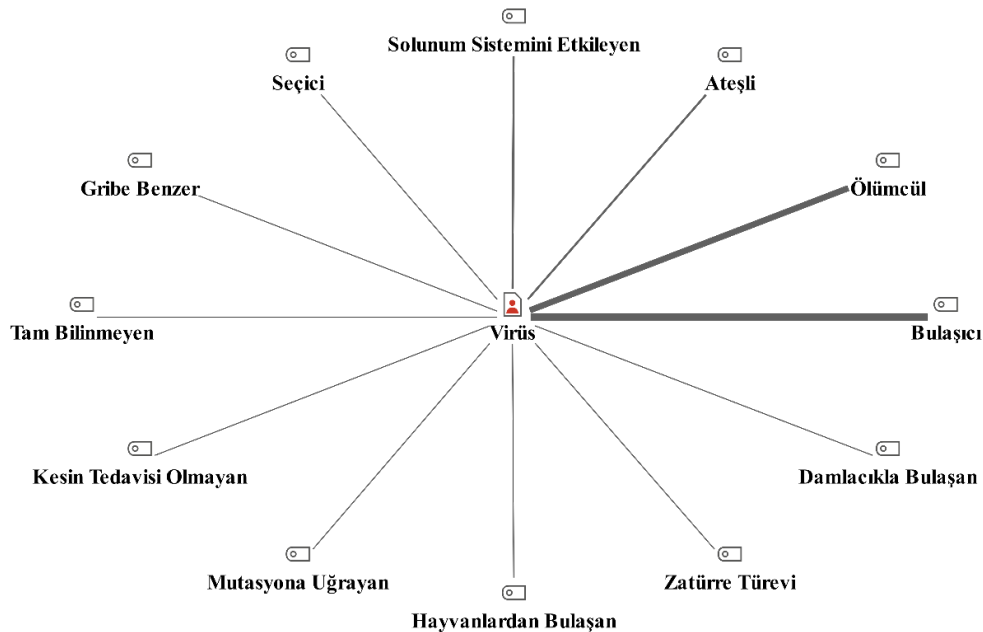 Solunum Sistemini Etkileyen
Seçici
Ateşli
Gribe Benzer
Ölümcül
Tam Bilinmeyen
Virüs
Bulaşıcı
Kesin Tedavisi Olmayan
Damlacıkla Bulaşan
Mutasyona Uğrayan
Zatürre Türevi
Hayvanlardan Bulaşan